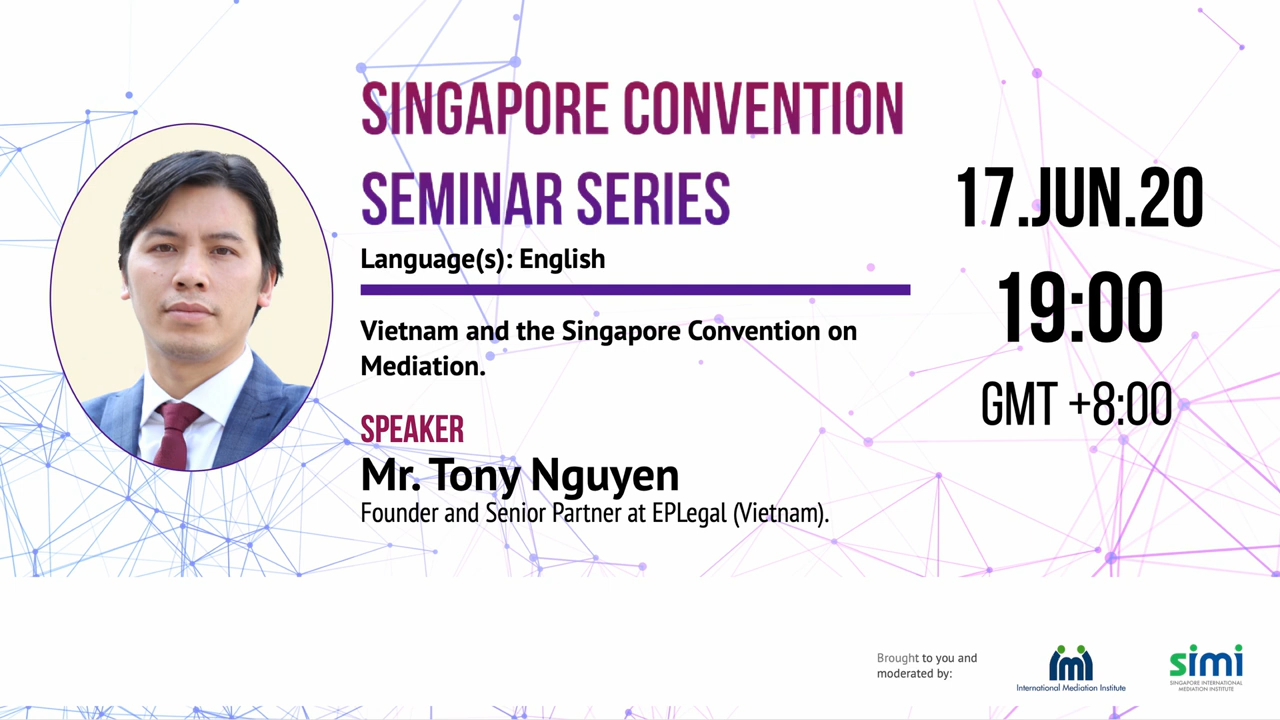 SINGAPORE CONVENTION
SEMINAR SERIES
Language(s): English
Vietnam and the Singapore Convention on
Mediation.
SPEAKER
Mr. Tony Nguyen
Founder and Senior Partner at EPLegal (Vietnam).
17.JUN.20
19:00
GMT +8:00
Brought to you and
moderated by:
imi
International Mediation Institute
simi
SINGAPORE INTERNATIONAL
MEDIATION INSTITUTE